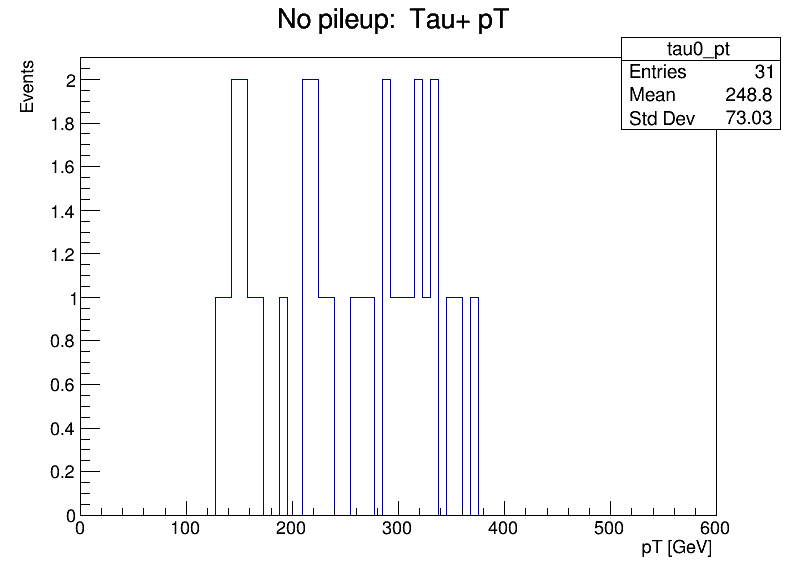 No pileup:  Tau+ pT
tau0_pt
Entries 31
Mean 248.8
Std Dev 73.03
Events
2
1.8
1.6
1.4
1.2
1
0.8
0.6
0.4
0.2
0
0 100 200 300 400 500 600
pT [GeV]